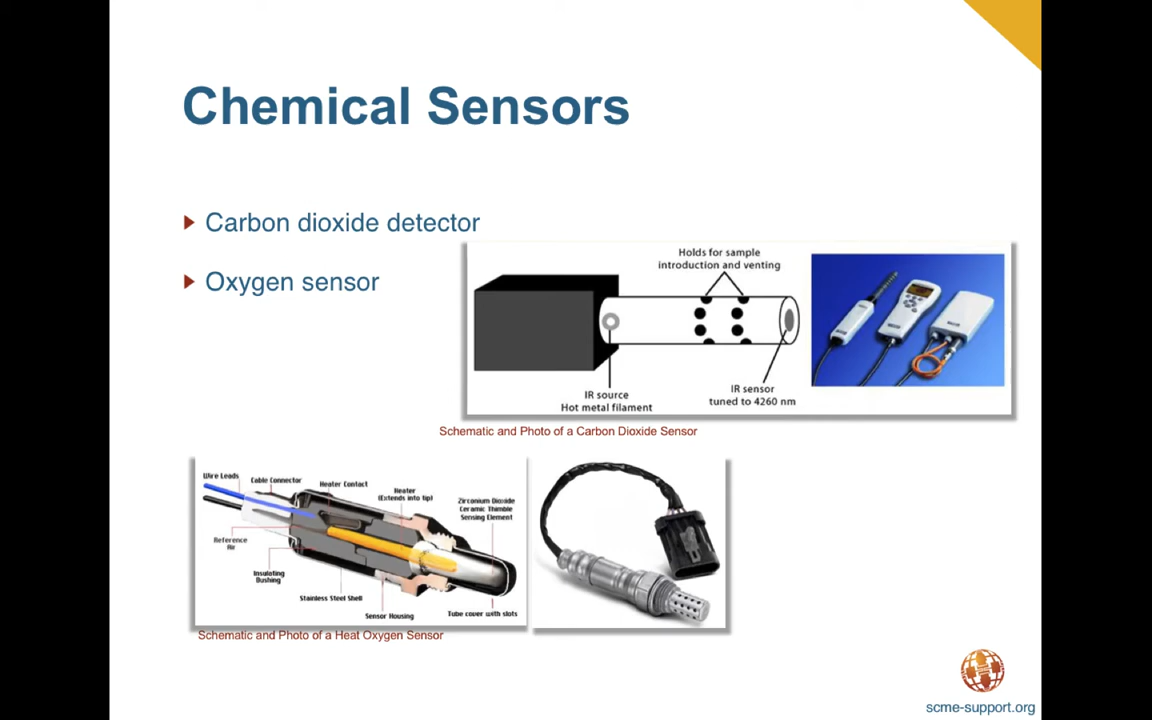 Chemical Sensors
Carbon dioxide detector
Oxygen sensor
Holds for sample
introduction and venting
IR source
Hot metal filament
IR sensor
tuned to 4260 nm
Schematic and Photo of a Carbon Dioxide Sensor
Wire Leads
Cable Connector
Heater Contact
Heater
(Extends into tip)
Zirconium Dioxide
Ceramic Thimble
Sensing Element
Reference
Air
Insulating
Bushing
Stainless Steel Shell
Sensor Housing
Tube cover with slots
Schematic and Photo of a Heat Oxygen Sensor
scme-support.org